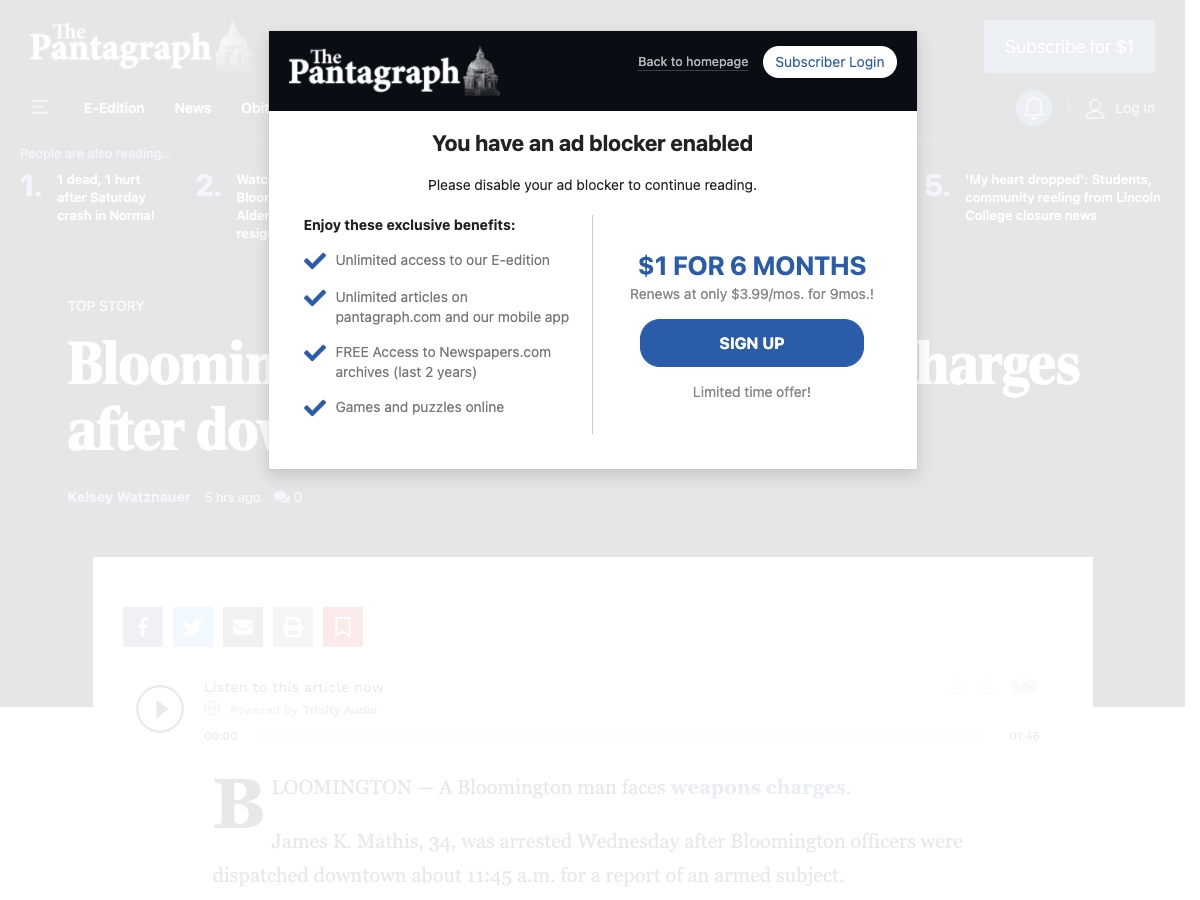 The
Pantagraph
Subscribe for $1
E-Edition
News
Obit
Log In
People are also reading...
1.
1 dead, 1 hurt
after Saturday
crash in Normal
2.
Watc
Bloor
Alder
resig
5.
'My heart dropped': Students,
community reeling from Lincoln
College closure news
The
Pantagraph
Back to homepage
Subscriber Login
You have an ad blocker enabled
Please disable your ad blocker to continue reading.
Enjoy these exclusive benefits:
Unlimited access to our E-edition
Unlimited articles on
pantagraph.com and our mobile app
FREE Access to Newspapers.com
archives (last 2 years)
Games and puzzles online
$1 FOR 6 MONTHS
Renews at only $3.99/mos. for 9mos.!
SIGN UP
Limited time offer!
TOP STORY
Bloomin harges
after dov
Kelsey Watznauer 5 hrs ago 0
Listen to this article now
1.0x
Powered by Trinity Audio
00:00
01:46
BLOOMINGTON — A Bloomington man faces weapons charges.
James K. Mathis, 34, was arrested Wednesday after Bloomington officers were
dispatched downtown about 11:45 a.m. for a report of an armed subject.